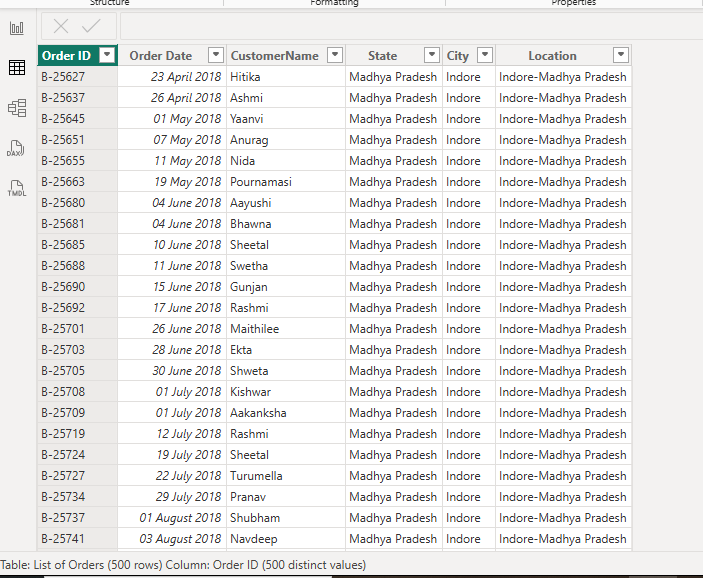 Structure Formatting Properties
Order ID Order Date CustomerName State City Location
B-25627 23 April 2018 Hitika Madhya Pradesh Indore Indore-Madhya Pradesh
B-25637 26 April 2018 Ashmi Madhya Pradesh Indore Indore-Madhya Pradesh
B-25645 01 May 2018 Yaanvi Madhya Pradesh Indore Indore-Madhya Pradesh
B-25651 07 May 2018 Anurag Madhya Pradesh Indore Indore-Madhya Pradesh
DAX B-25655 11 May 2018 Nida Madhya Pradesh Indore Indore-Madhya Pradesh
B-25663 19 May 2018 Pournamasi Madhya Pradesh Indore Indore-Madhya Pradesh
TMDL
B-25680 04 June 2018 Aayushi Madhya Pradesh Indore Indore-Madhya Pradesh
B-25681 04 June 2018 Bhawna Madhya Pradesh Indore Indore-Madhya Pradesh
B-25685 10 June 2018 Sheetal Madhya Pradesh Indore Indore-Madhya Pradesh
B-25688 11 June 2018 Swetha Madhya Pradesh Indore Indore-Madhya Pradesh
B-25690 15 June 2018 Gunjan Madhya Pradesh Indore Indore-Madhya Pradesh
B-25692 17 June 2018 Rashmi Madhya Pradesh Indore Indore-Madhya Pradesh
B-25701 26 June 2018 Maithilee Madhya Pradesh Indore Indore-Madhya Pradesh
B-25703 28 June 2018 Ekta Madhya Pradesh Indore Indore-Madhya Pradesh
B-25705 30 June 2018 Shweta Madhya Pradesh Indore Indore-Madhya Pradesh
B-25708 01 July 2018 Kishwar Madhya Pradesh Indore Indore-Madhya Pradesh
B-25709 01 July 2018 Aakanksha Madhya Pradesh Indore Indore-Madhya Pradesh
B-25719 12 July 2018 Rashmi Madhya Pradesh Indore Indore-Madhya Pradesh
B-25724 19 July 2018 Sheetal Madhya Pradesh Indore Indore-Madhya Pradesh
B-25727 22 July 2018 Turumella Madhya Pradesh Indore Indore-Madhya Pradesh
B-25734 29 July 2018 Pranav Madhya Pradesh Indore Indore-Madhya Pradesh
B-25737 01 August 2018 Shubham Madhya Pradesh Indore Indore-Madhya Pradesh
B-25741 03 August 2018 Navdeep Madhya Pradesh Indore Indore-Madhya Pradesh
Table: List of Orders (500 rows) Column: Order ID (500 distinct values)